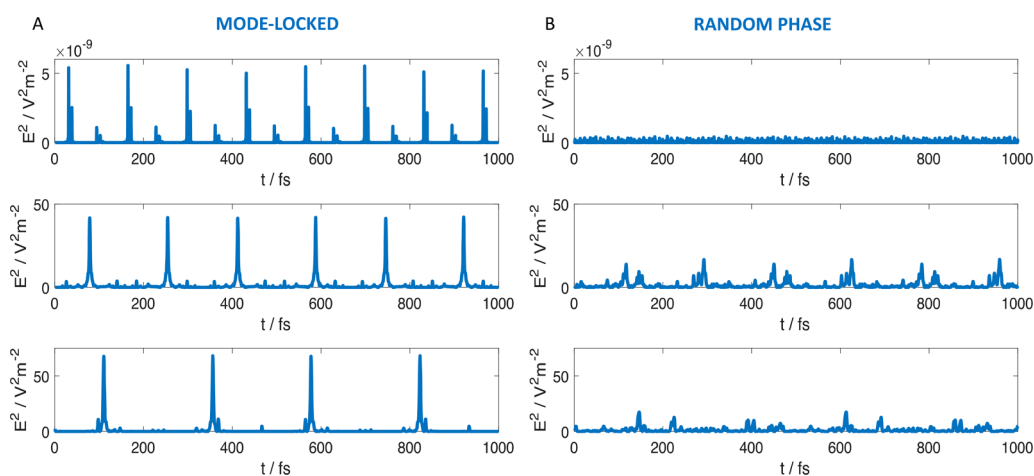 A MODE-LOCKED B RANDOM PHASE
×10⁻⁹ ×10⁻⁹
E² / V²m⁻² 5 0 E² / V²m⁻² 5 0
0 200 400 600 800 1000 0 200 400 600 800 1000
t / fs t / fs
E² / V²m⁻² 50 0 E² / V²m⁻² 50 0
0 200 400 600 800 1000 0 200 400 600 800 1000
t / fs t / fs
E² / V²m⁻² 50 0 E² / V²m⁻² 50 0
0 200 400 600 800 1000 0 200 400 600 800 1000
t / fs t / fs